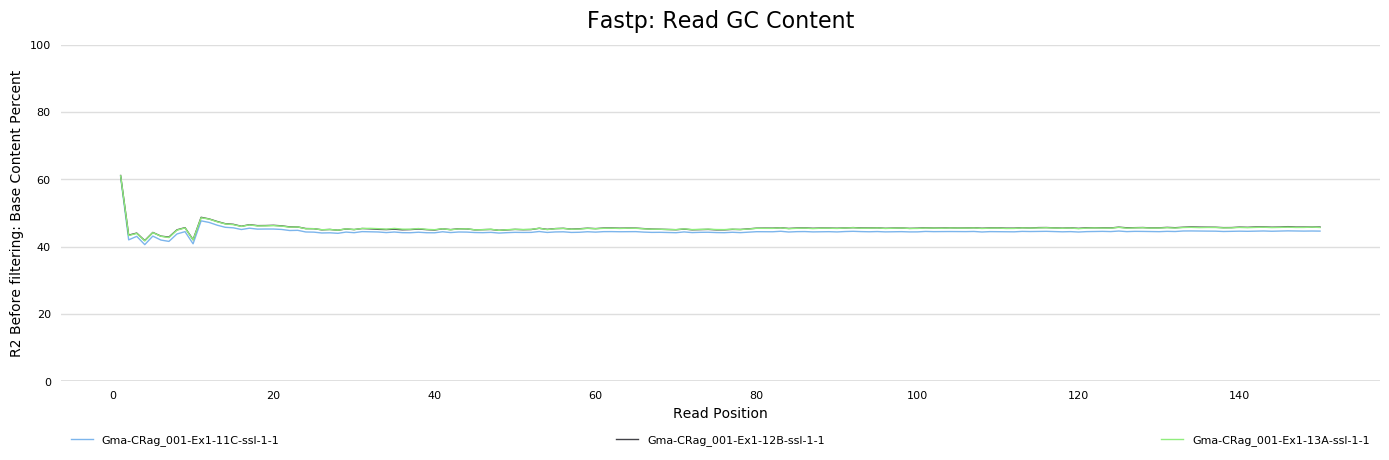 Fastp: Read GC Content
R2 Before filtering: Base Content Percent
100
80
60
40
20
0
0 20 40 60 80 100 120 140
Read Position
Gma-CRag_001-Ex1-11C-ssl-1-1 Gma-CRag_001-Ex1-12B-ssl-1-1 Gma-CRag_001-Ex1-13A-ssl-1-1